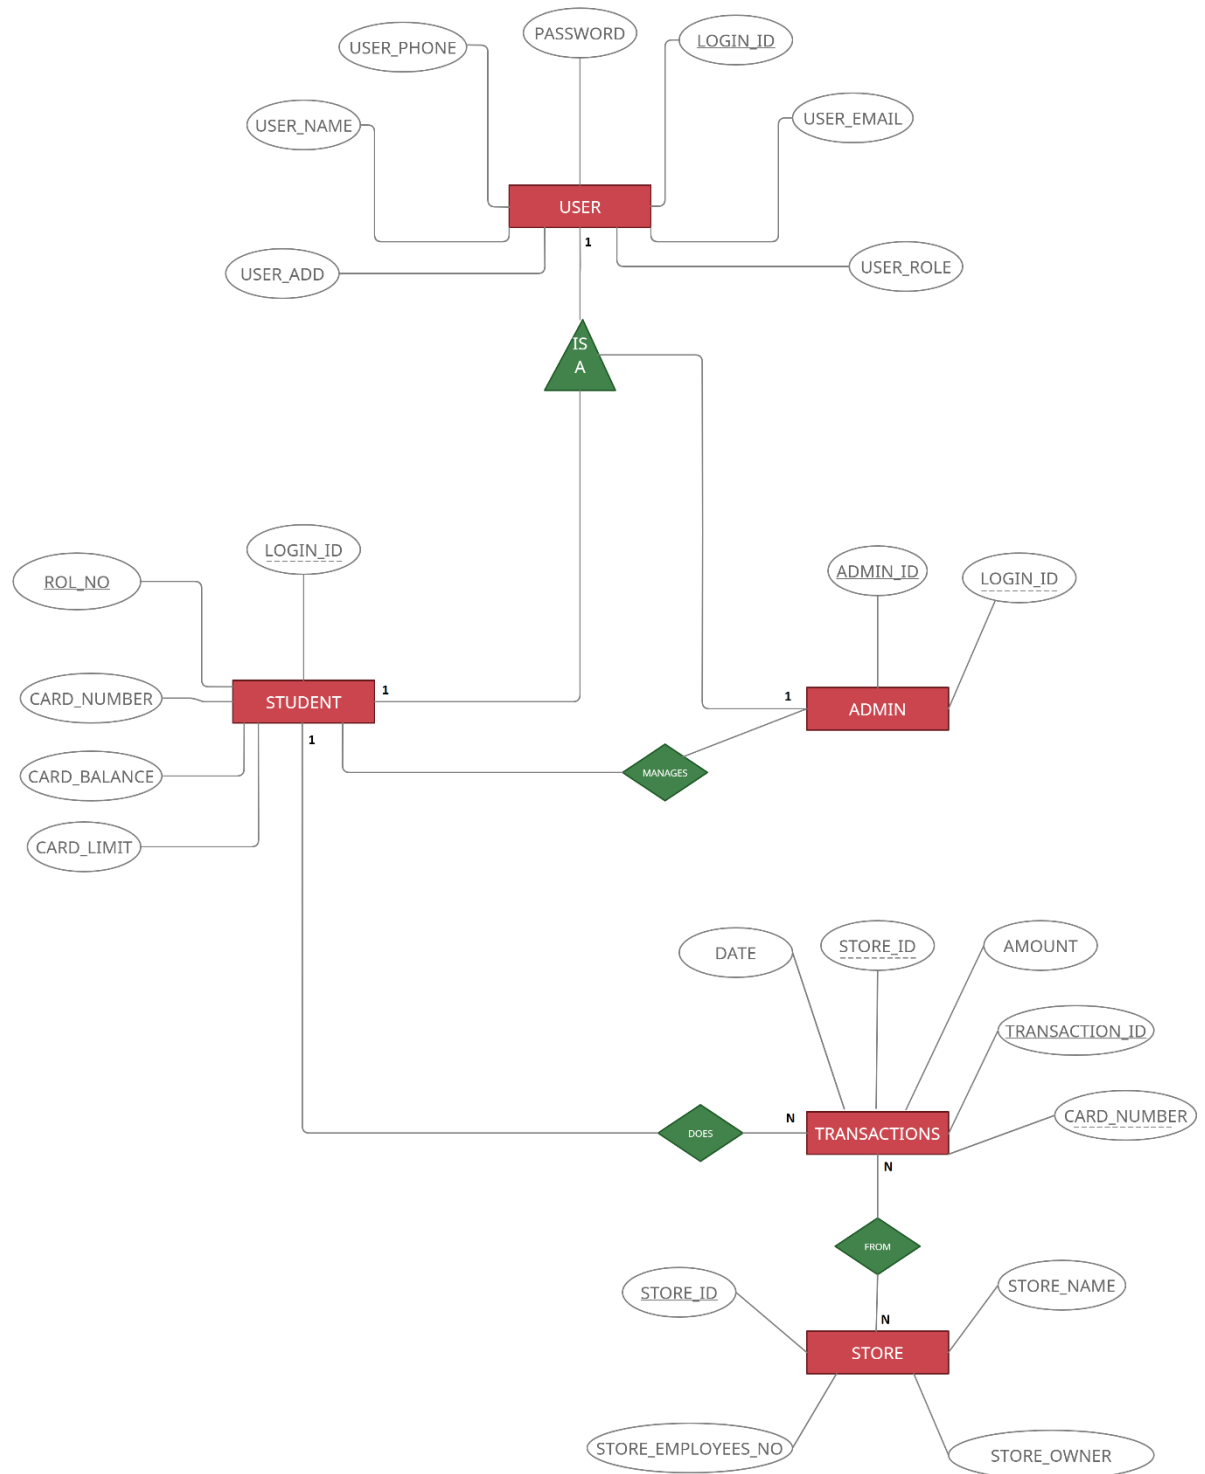 PASSWORD
LOGIN_ID
USER_PHONE
USER_NAME
USER_EMAIL
USER
1
USER_ADD
USER_ROLE
IS
A
LOGIN_ID
ROL_NO
ADMIN_ID
LOGIN_ID
CARD_NUMBER
STUDENT
1
1
ADMIN
1
CARD_BALANCE
MANAGES
CARD_LIMIT
DATE
STORE_ID
AMOUNT
TRANSACTION_ID
CARD_NUMBER
DOES
N
TRANSACTIONS
N
FROM
STORE_ID
STORE_NAME
N
STORE
STORE_EMPLOYEES_NO
STORE_OWNER